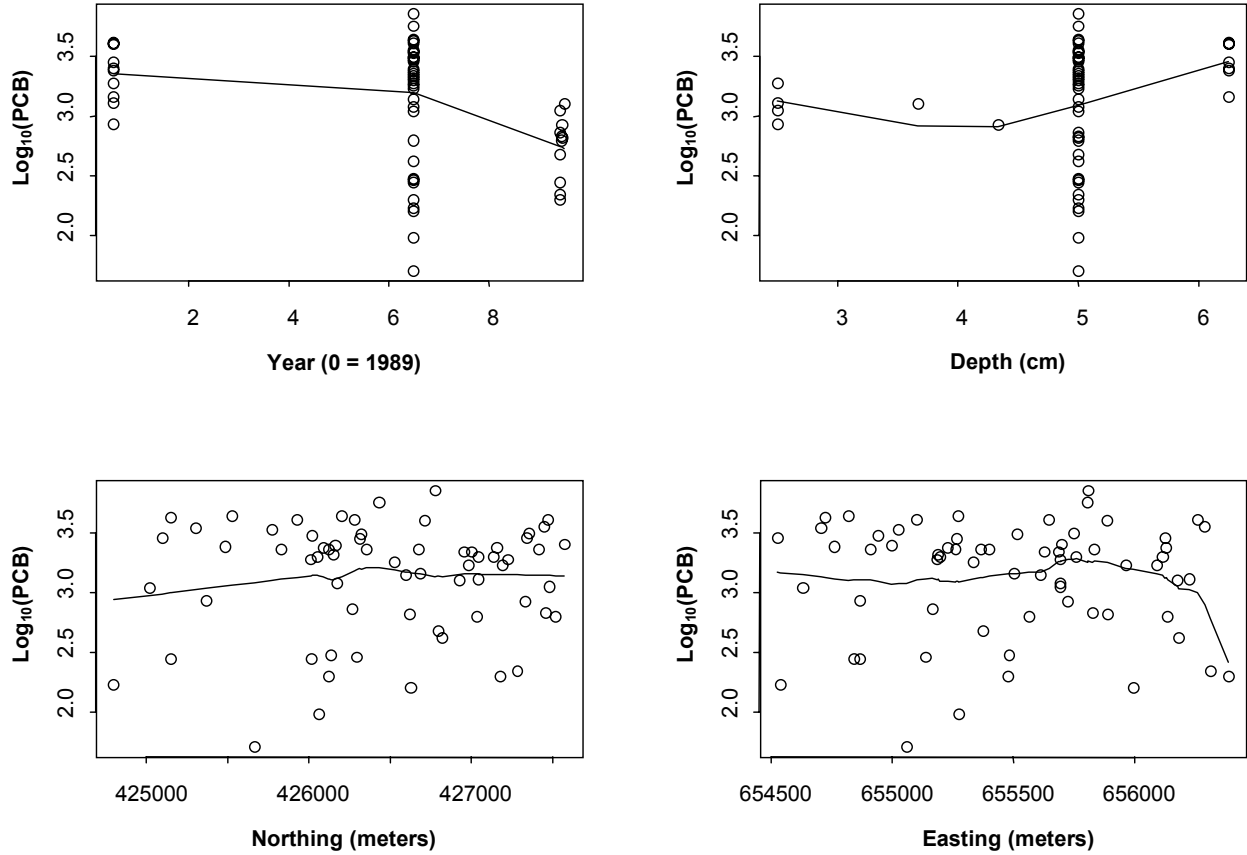 3.5
3.0
2.5
2.0
Log10(PCB)
2 4 6 8
Year (0 = 1989)
3.5
3.0
2.5
2.0
Log10(PCB)
3 4 5 6
Depth (cm)
3.5
3.0
2.5
2.0
Log10(PCB)
425000 426000 427000
Northing (meters)
3.5
3.0
2.5
2.0
Log10(PCB)
654500 655000 655500 656000
Easting (meters)